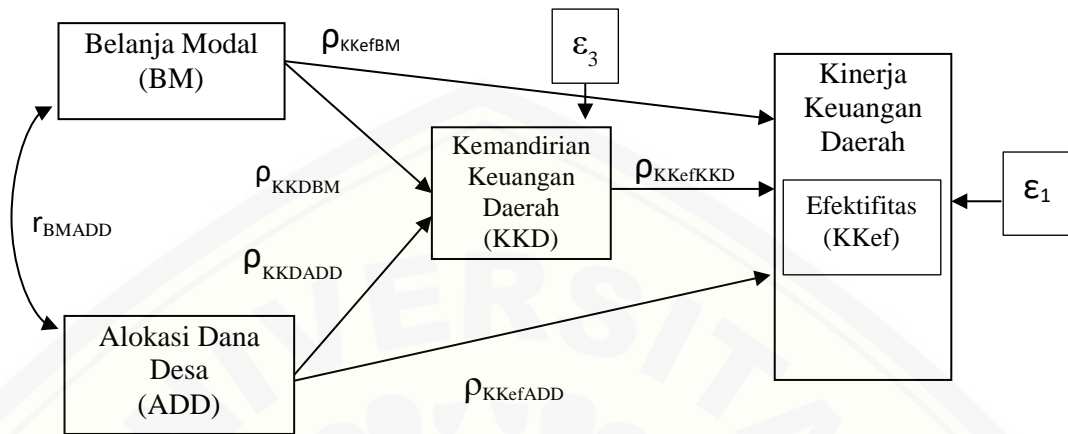 Belanja Modal
(BM)
ρKKefBM
ε3
Kinerja
Keuangan
Daerah
Kemandirian
Keuangan
Daerah
(KKD)
ρKKDBM
ρKKefKKD
Efektifitas
(KKef)
ε1
rBMADD
ρKKDADD
Alokasi Dana
Desa
(ADD)
ρKKefADD
IVERSITA